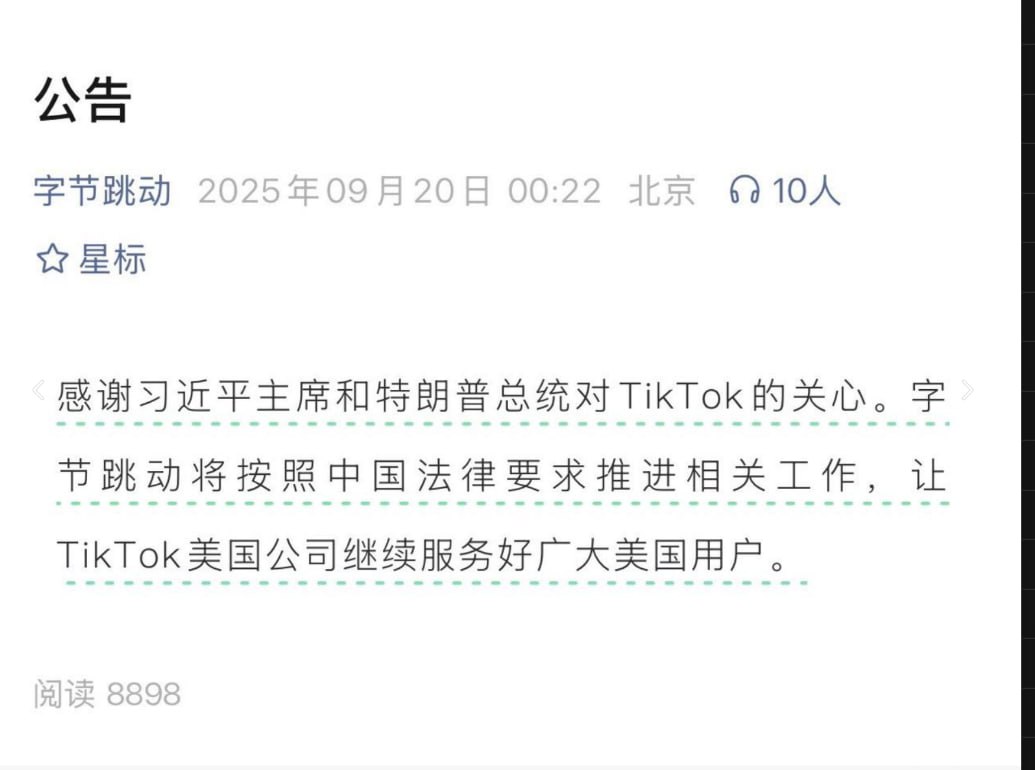 公告
字节跳动 2025年09月20日 00:22 北京 10人
星标
感谢习近平主席和特朗普总统对TikTok的关心。字
节跳动将按照中国法律要求推进相关工作，让
TikTok美国公司继续服务好广大美国用户。
阅读 8898